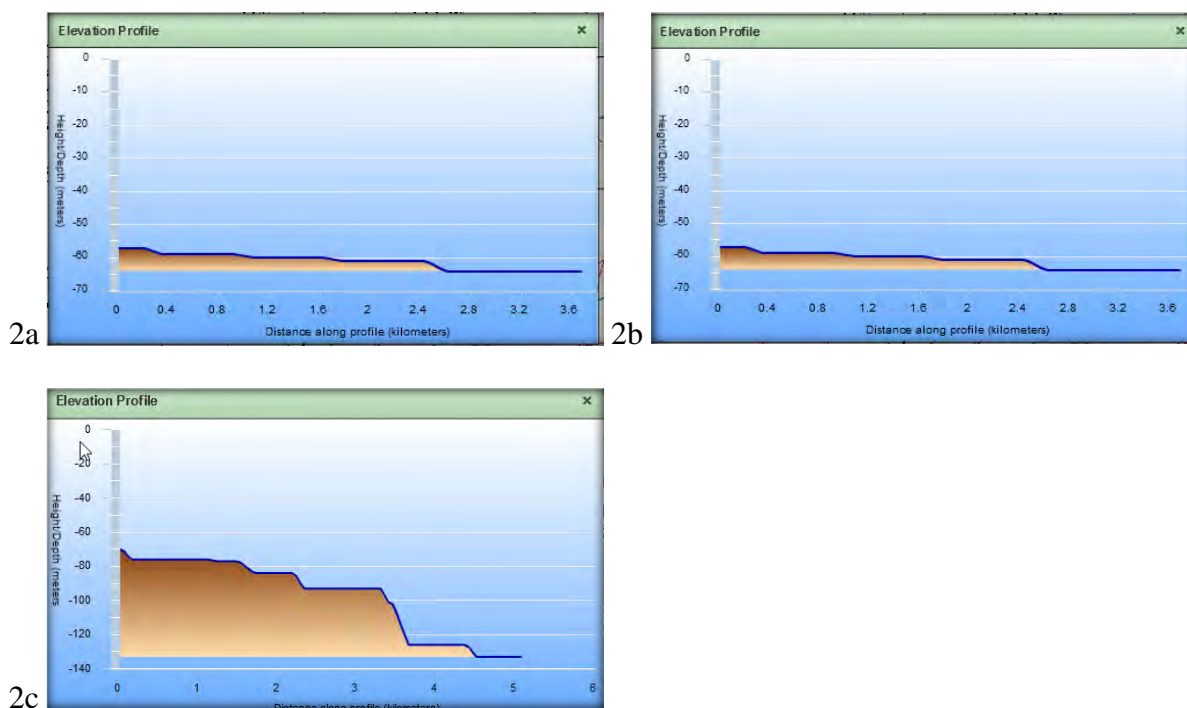 Elevation Profile ×
0
-10
-20
-30
-40
-50
-60
-70
Height/Depth (meters)
0 0.4 0.8 1.2 1.6 2 2.4 2.8 3.2 3.6
Distance along profile (kilometers)
2a
Elevation Profile ×
0
-10
-20
-30
-40
-50
-60
-70
Height/Depth (meters)
0 0.4 0.8 1.2 1.6 2 2.4 2.8 3.2 3.6
Distance along profile (kilometers)
2b
Elevation Profile ×
0
-20
-40
-60
-80
-100
-120
-140
Height/Depth (meters
0 1 2 3 4 5 6
Distance along profile (kilometers)
2c